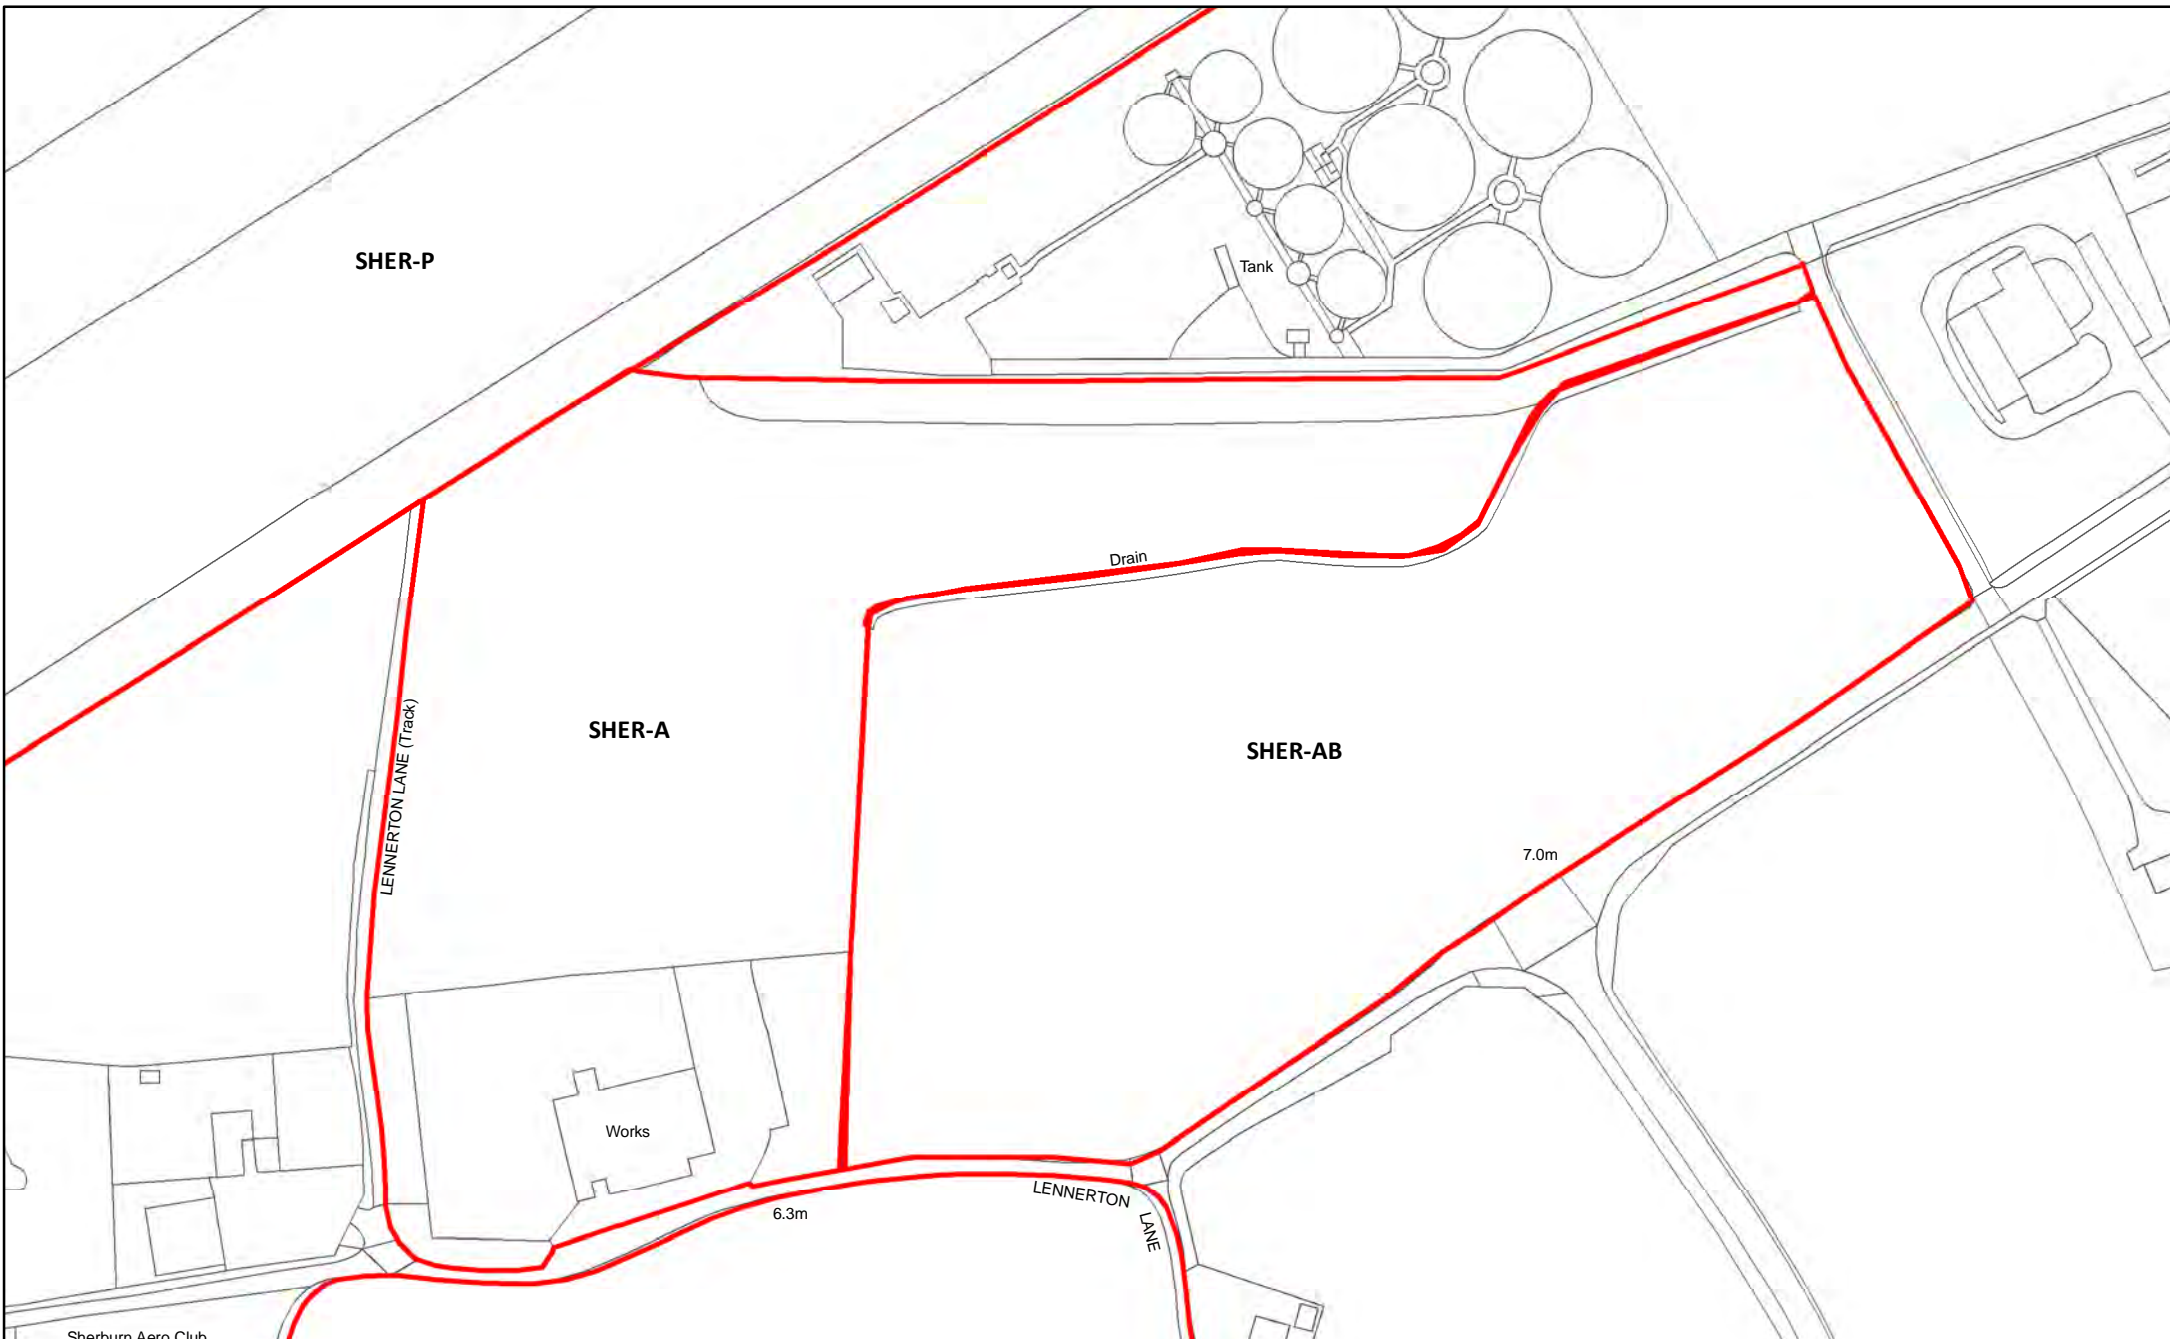 SHER-P
Tank
Drain
LENNERTON LANE (Track)
SHER-A
SHER-AB
7.0m
Works
LENNERTON
LANE
6.3m
Sherburn Aero Club